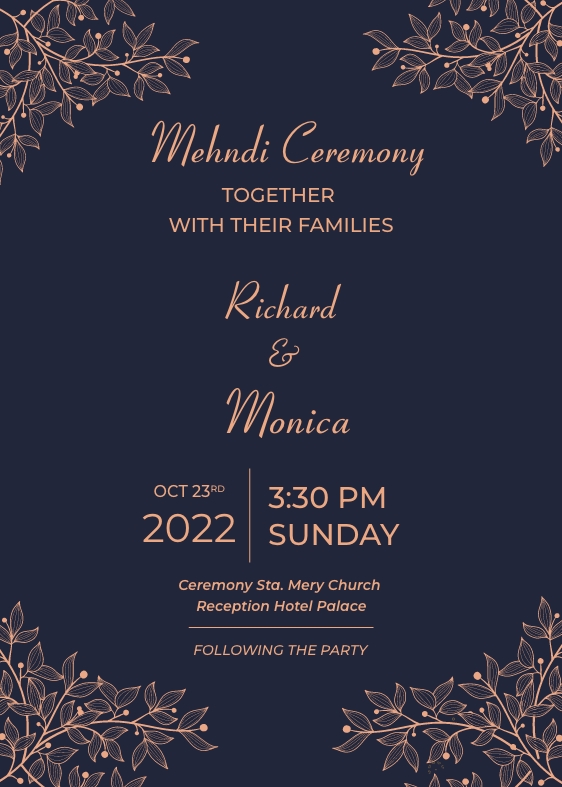 Mehndi Ceremony
TOGETHER
WITH THEIR FAMILIES
Richard
&
Monica
OCT 23RD
2022
3:30 PM
SUNDAY
Ceremony Sta. Mery Church
Reception Hotel Palace
FOLLOWING THE PARTY